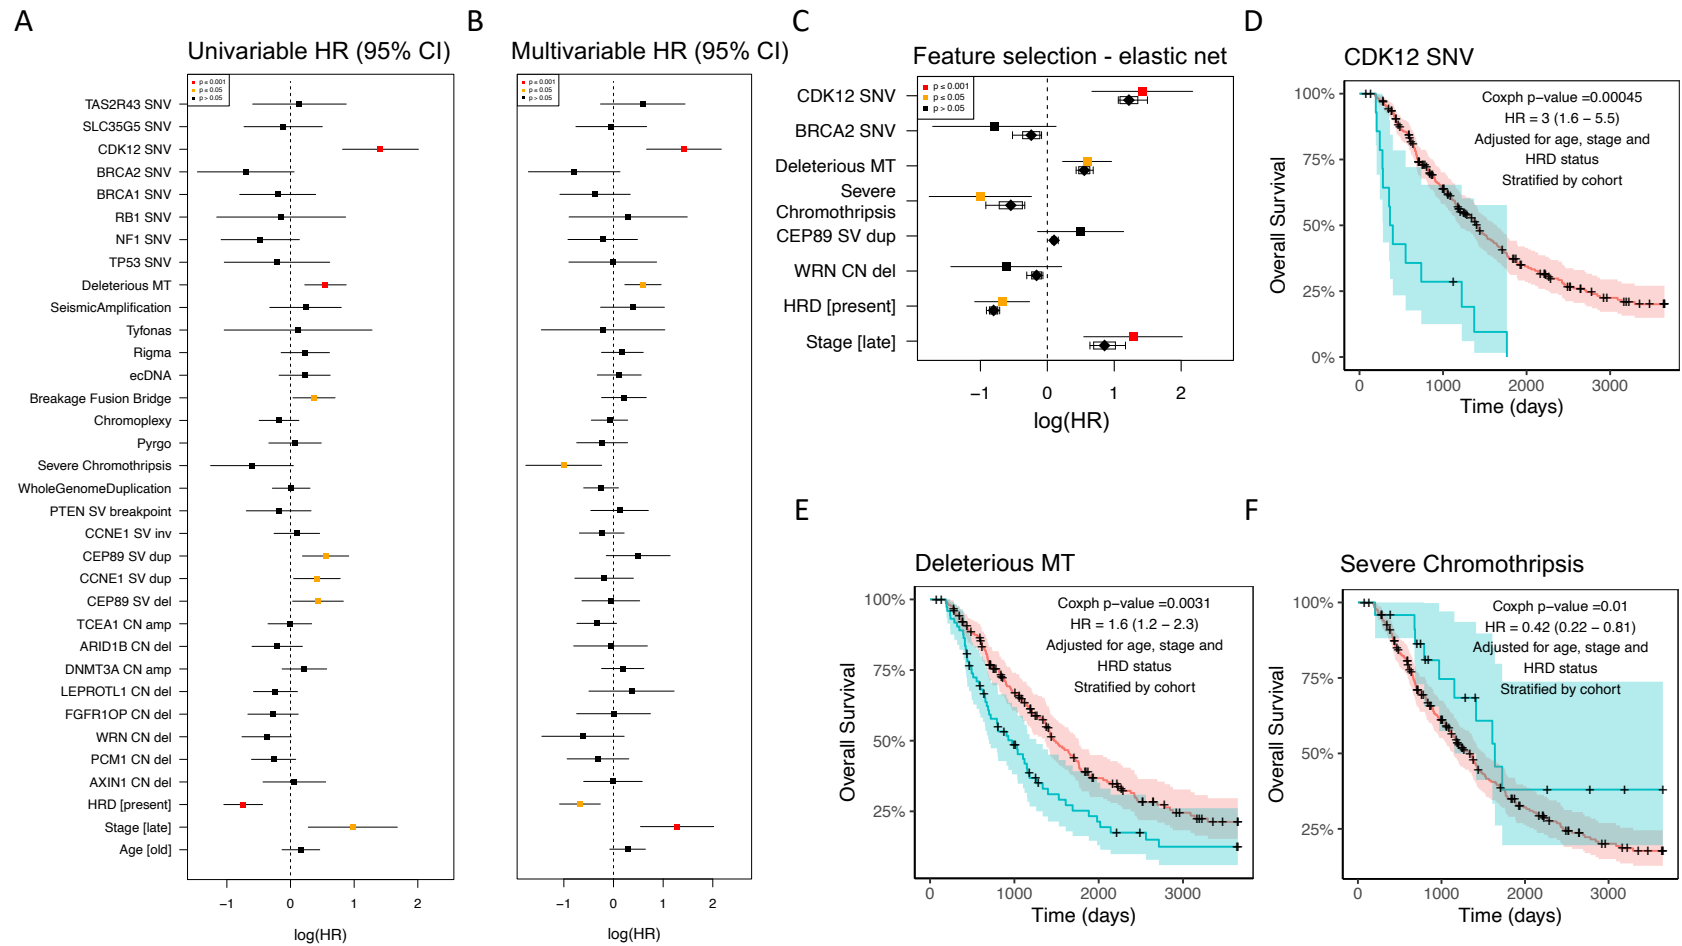 A
Univariable HR (95% CI)
p ≤ 0.001
p ≤ 0.05
p > 0.05
TAS2R43 SNV
SLC35G5 SNV
CDK12 SNV
BRCA2 SNV
BRCA1 SNV
RB1 SNV
NF1 SNV
TP53 SNV
Deleterious MT
SeismicAmplification
Tyfonas
Rigma
ecDNA
Breakage Fusion Bridge
Chromoplexy
Pyrgo
Severe Chromothripsis
WholeGenomeDuplication
PTEN SV breakpoint
CCNE1 SV inv
CEP89 SV dup
CCNE1 SV dup
CEP89 SV del
TCEA1 CN amp
ARID1B CN del
DNMT3A CN amp
LEPROTL1 CN del
FGFR1OP CN del
WRN CN del
PCM1 CN del
AXIN1 CN del
HRD [present]
Stage [late]
Age [old]
−1 0 1 2
log(HR)
B
Multivariable HR (95% CI)
p ≤ 0.001
p ≤ 0.05
p > 0.05
−1 0 1 2
log(HR)
C
Feature selection - elastic net
p ≤ 0.001
p ≤ 0.05
p > 0.05
CDK12 SNV
BRCA2 SNV
Deleterious MT
Severe
Chromothripsis
CEP89 SV dup
WRN CN del
HRD [present]
Stage [late]
−1 0 1 2
log(HR)
D
CDK12 SNV
Coxph p-value =0.00045
HR = 3 (1.6 − 5.5)
Adjusted for age, stage and
HRD status
Stratified by cohort
Overall Survival
100%
75%
50%
25%
0%
0 1000 2000 3000
Time (days)
E
Deleterious MT
Coxph p-value =0.0031
HR = 1.6 (1.2 − 2.3)
Adjusted for age, stage and
HRD status
Stratified by cohort
Overall Survival
100%
75%
50%
25%
0 1000 2000 3000
Time (days)
F
Severe Chromothripsis
Coxph p-value =0.01
HR = 0.42 (0.22 − 0.81)
Adjusted for age, stage and
HRD status
Stratified by cohort
Overall Survival
100%
75%
50%
25%
0 1000 2000 3000
Time (days)